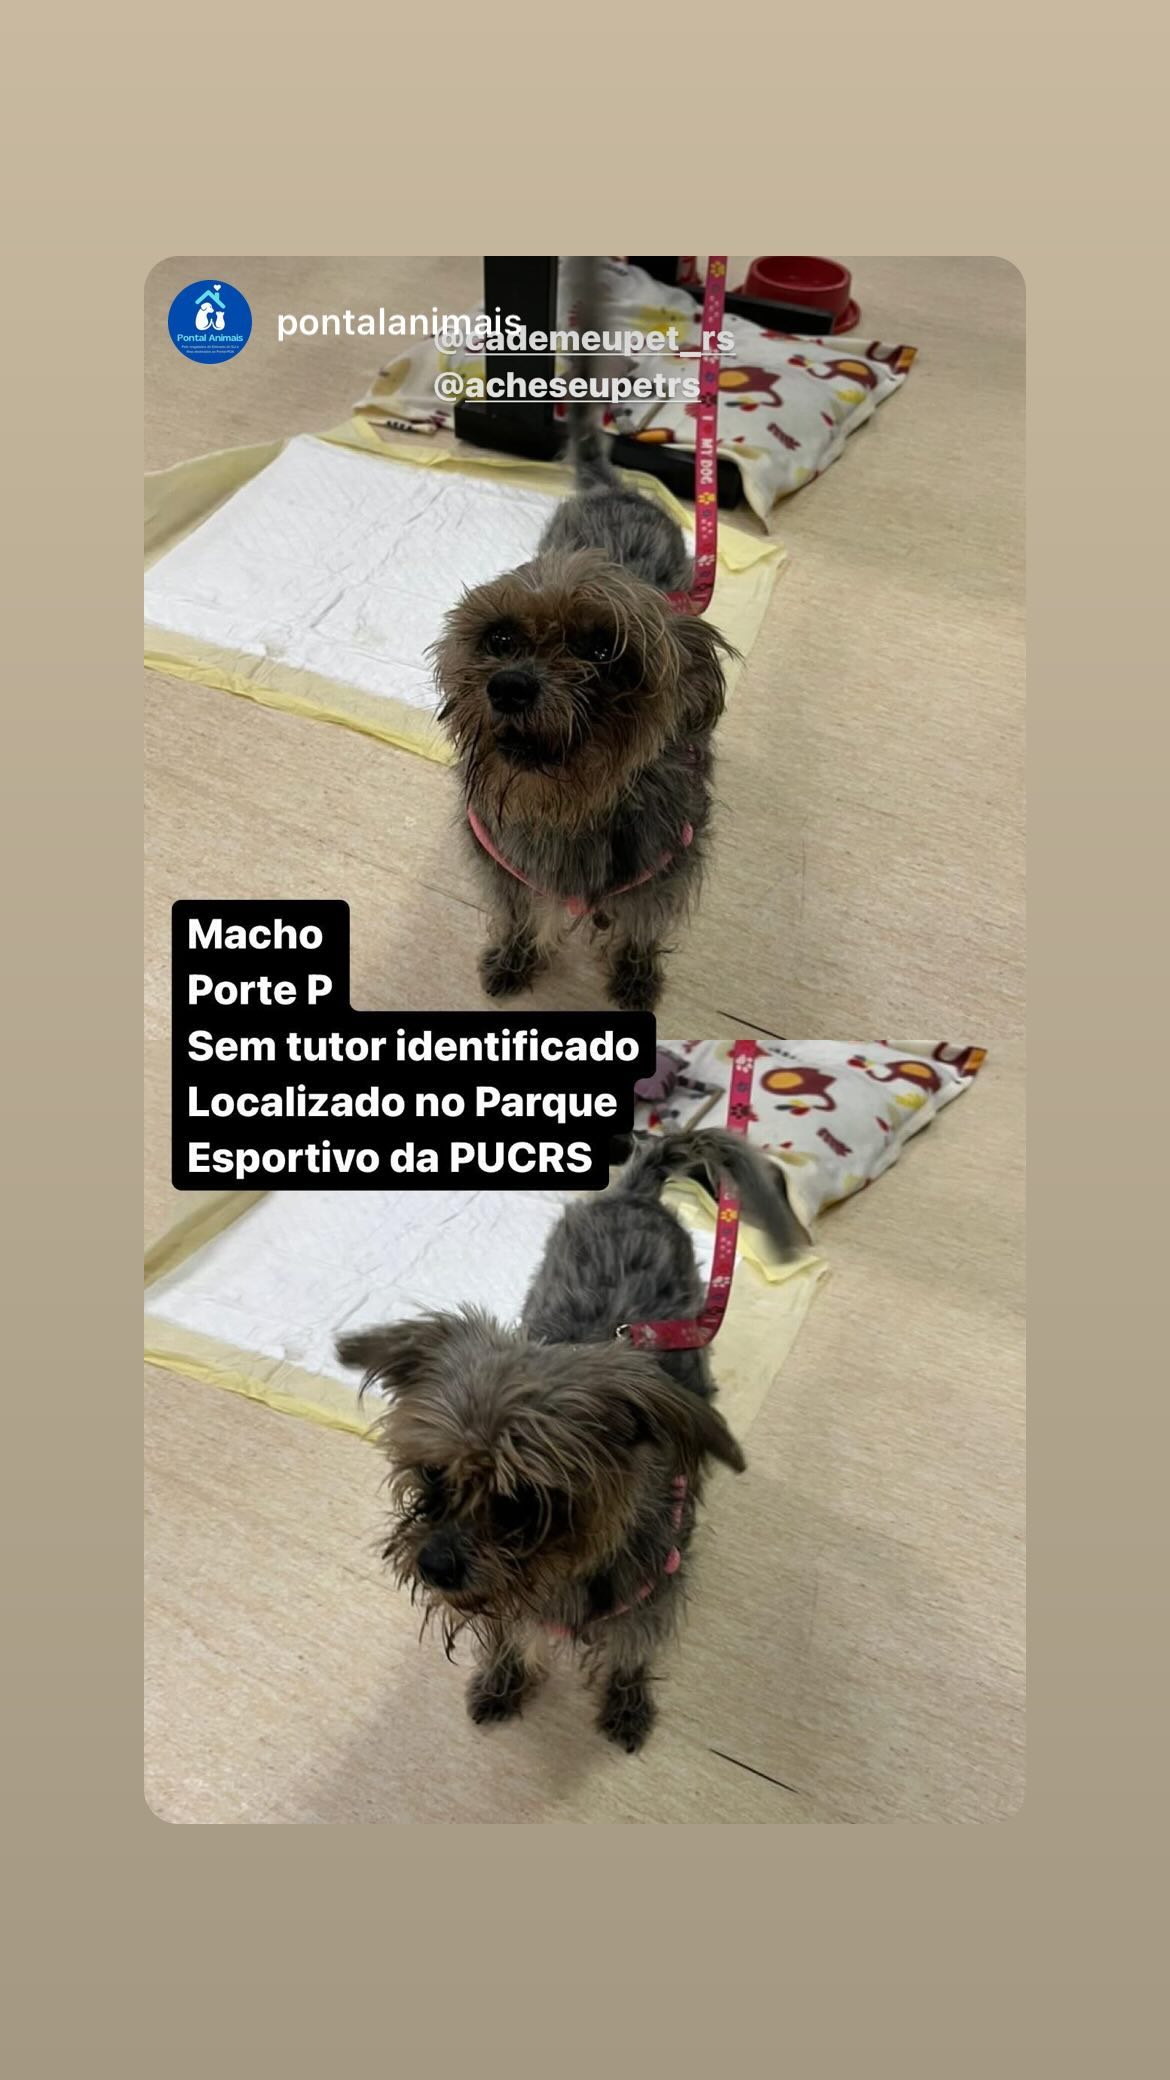 pontalanimais
@cademeupet_rs
@acheseupetrs
Pontal Animais
I MY DOG
Macho
Porte P
Sem tutor identificado
Localizado no Parque
Esportivo da PUCRS